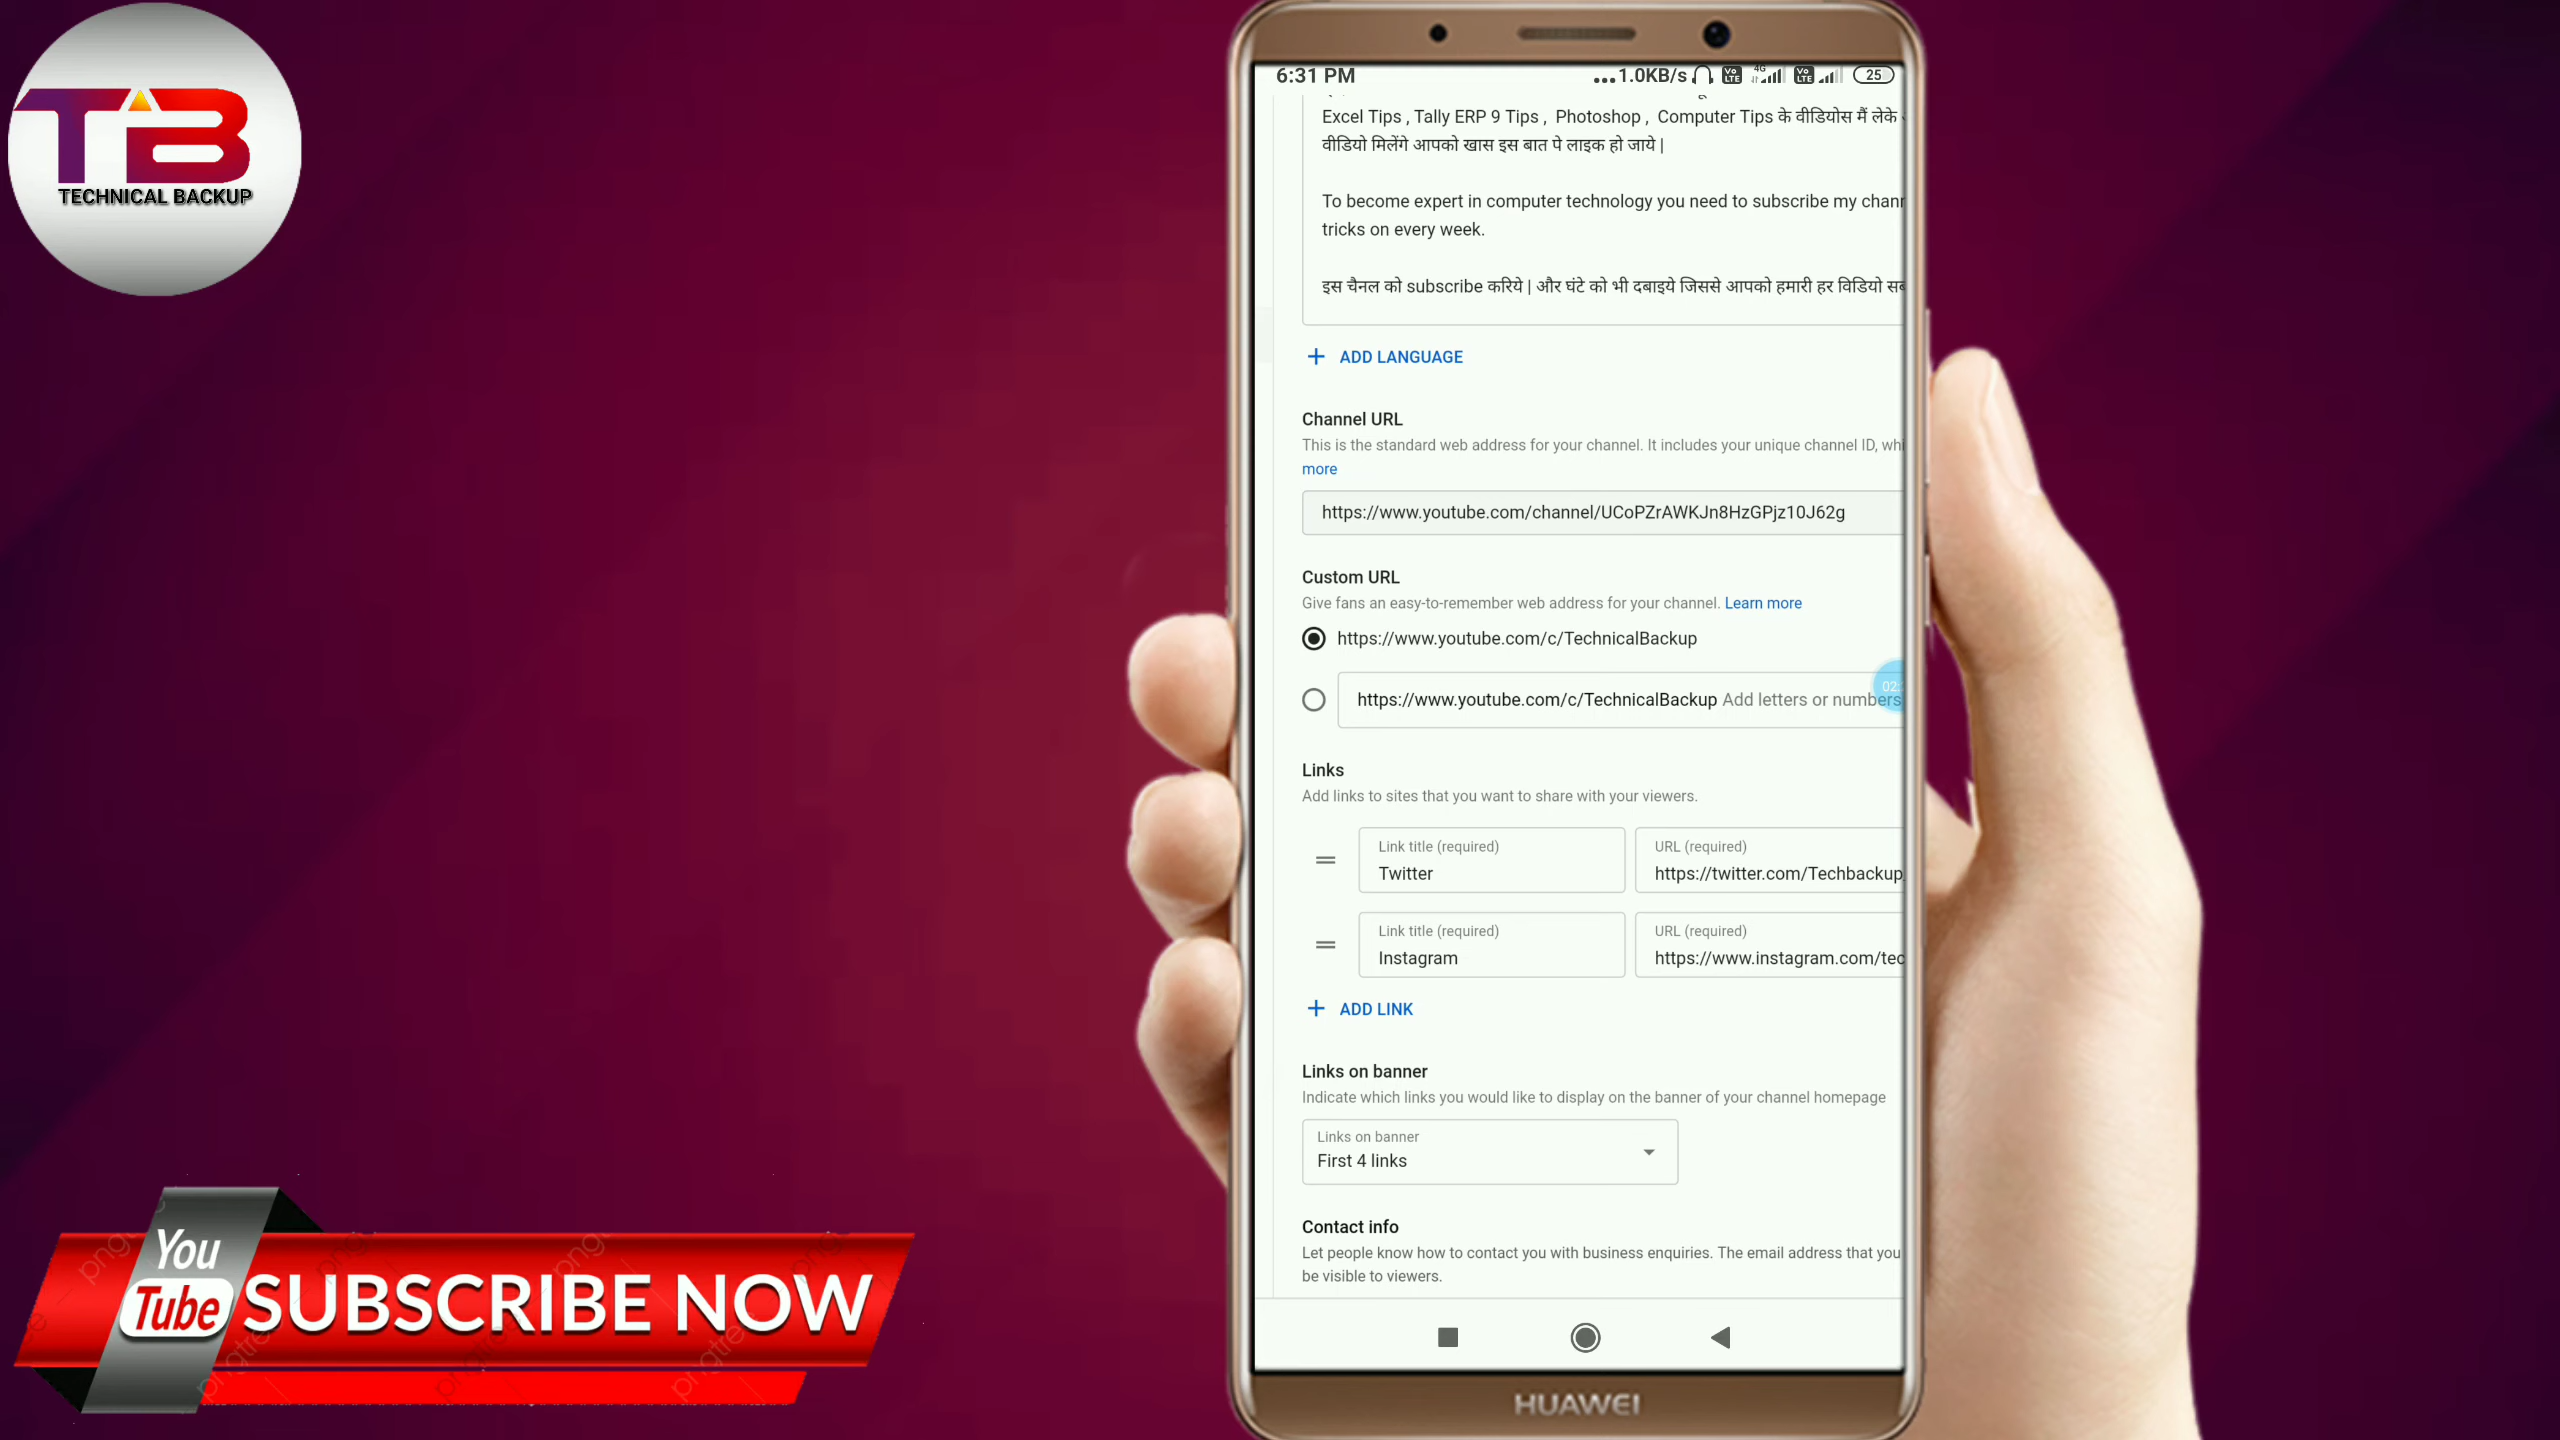 TB
TECHNICAL BACKUP
6:31 PM
...1.0KB/s Vo LTE 4G Vo LTE 25
Excel Tips , Tally ERP 9 Tips , Photoshop , Computer Tips के वीडियोस मैं लेके
वीडियो मिलेंगे आपको खास इस बात पे लाइक हो जाये |
To become expert in computer technology you need to subscribe my
tricks on every week.
इस चैनल को subscribe करिये | और घंटे को भी दबाइये जिससे आपको हमारी हर विडियो
+ ADD LANGUAGE
Channel URL
This is the standard web address for your channel. It includes your unique channel ID,
more
https://www.youtube.com/channel/UCoPZrAWKJn8HzGPjz10J62g
Custom URL
Give fans an easy-to-remember web address for your channel. Learn more
https://www.youtube.com/c/TechnicalBackup
https://www.youtube.com/c/TechnicalBackup Add letters or numbers
02:
Links
Add links to sites that you want to share with your viewers.
Link title (required) URL (required)
Twitter https://twitter.com/Techbackup_
Link title (required) URL (required)
Instagram https://www.instagram.com/tec
+ ADD LINK
Links on banner
Indicate which links you would like to display on the banner of your channel homepage
Links on banner
First 4 links
Contact info
Let people know how to contact you with business enquiries. The email address that you
be visible to viewers.
HUAWEI
You
Tube SUBSCRIBE NOW
pngtree